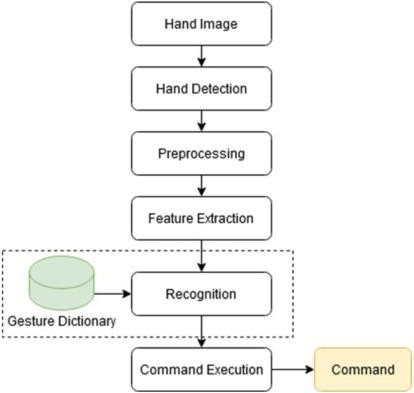 Hand Image
Hand Detection
Preprocessing
Feature Extraction
Recognition
Gesture Dictionary
Command Execution
Command